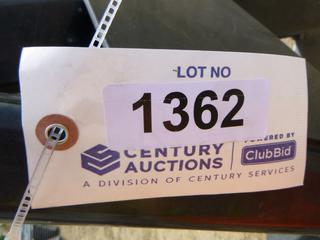 LOT NO
1362
CENTURY
AUCTIONS
POWERED BY
ClubBid
A DIVISION OF CENTURY SERVICES